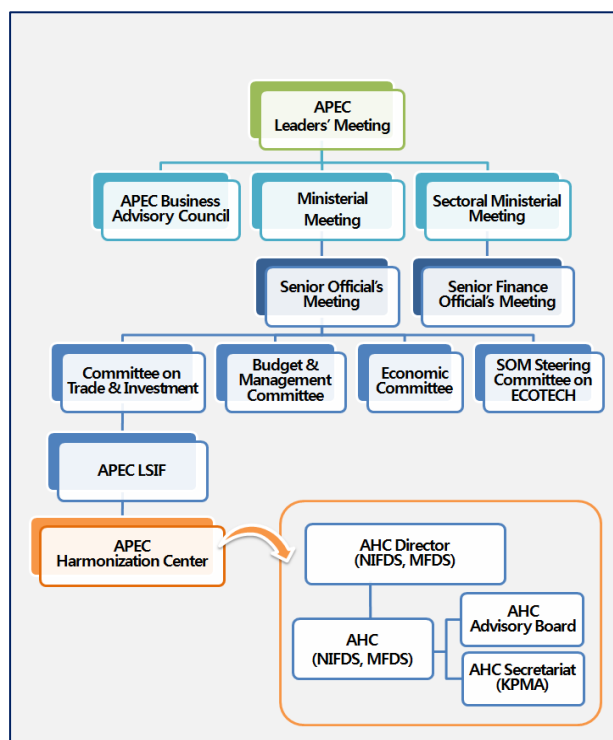 APEC
Leaders' Meeting
APEC Business
Advisory Council
Ministerial
Meeting
Sectoral Ministerial
Meeting
Senior Official's
Meeting
Senior Finance
Official's Meeting
Committee on
Trade & Investment
Budget &
Management
Committee
Economic
Committee
SOM Steering
Committee on
ECOTECH
APEC LSIF
APEC
Harmonization Center
AHC Director
(NIFDS, MFDS)
AHC
(NIFDS, MFDS)
AHC
Advisory Board
AHC Secretariat
(KPMA)